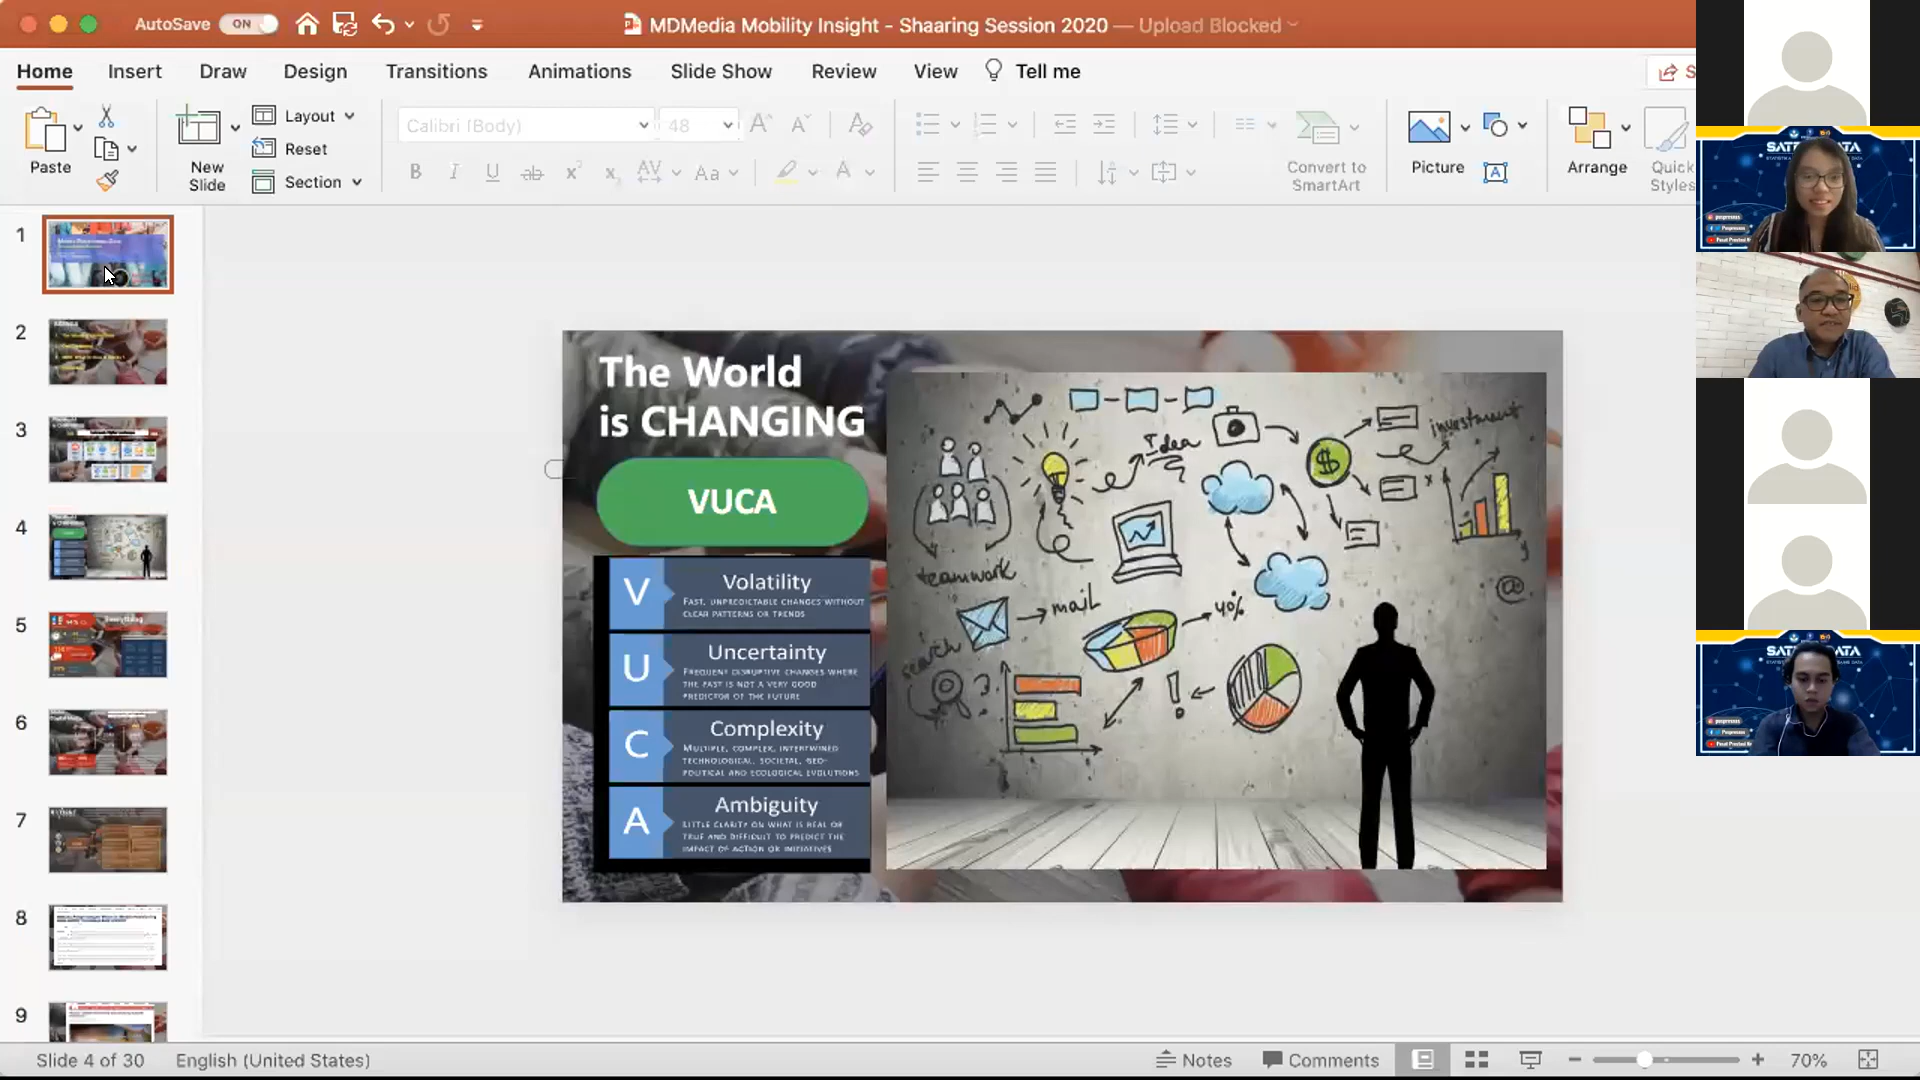 AutoSave ON
MDMedia Mobility Insight - Shaaring Session 2020 — Upload Blocked
Home Insert Draw Design Transitions Animations Slide Show Review View Tell me
Paste
New Slide
Layout
Reset
Section
Calibri (Body) 48
Convert to SmartArt
Picture
Arrange
Quick Styles
1
2
3
4
5
6
7
8
9
The World
is CHANGING
VUCA
V Volatility
FAST, UNPREDICTABLE CHANGES WITHOUT
CLEAR PATTERNS OR TRENDS
U Uncertainty
FREQUENT DISRUPTIVE CHANGES WHERE
THE PAST IS NOT A VERY GOOD
PREDICTOR OF THE FUTURE
C Complexity
MULTIPLE, COMPLEX, INTERTWINED
TECHNOLOGICAL, SOCIETAL, GEO-
POLITICAL AND ECOLOGICAL EVOLUTIONS
A Ambiguity
LITTLE CLARITY ON WHAT IS REAL OR
TRUE AND DIFFICULT TO PREDICT THE
IMPACT OF ACTION OR INITIATIVES
Idea
investment
$
teamwork
mail
40%
search
x
y
@
!
Slide 4 of 30 English (United States)
Notes Comments 70%